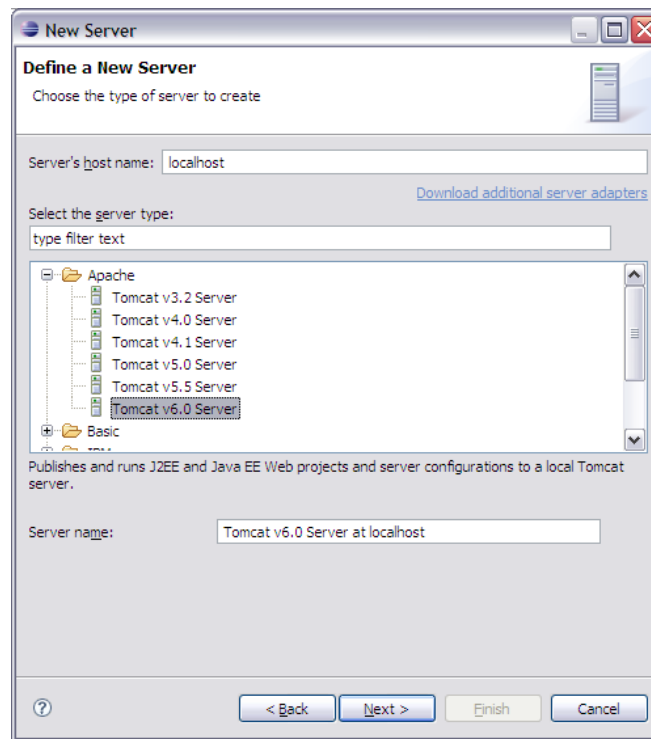 New Server
Define a New Server
Choose the type of server to create
Server's host name: localhost
Download additional server adapters
Select the server type:
type filter text
Apache
Tomcat v3.2 Server
Tomcat v4.0 Server
Tomcat v4.1 Server
Tomcat v5.0 Server
Tomcat v5.5 Server
Tomcat v6.0 Server
Basic
Publishes and runs J2EE and Java EE Web projects and server configurations to a local Tomcat
server.
Server name: Tomcat v6.0 Server at localhost
< Back Next > Finish Cancel